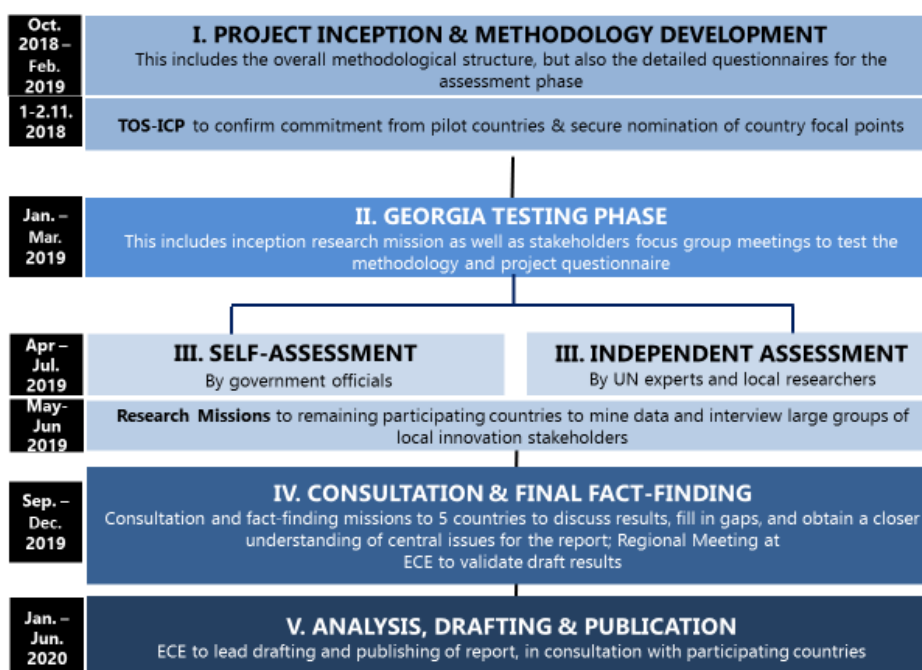 Oct.
2018 –
Feb.
2019
I. PROJECT INCEPTION & METHODOLOGY DEVELOPMENT
This includes the overall methodological structure, but also the detailed questionnaires for the
assessment phase
1-2.11.
2018
TOS-ICP to confirm commitment from pilot countries & secure nomination of country focal points
Jan. –
Mar.
2019
II. GEORGIA TESTING PHASE
This includes inception research mission as well as stakeholders focus group meetings to test the
methodology and project questionnaire
Apr –
Jul.
2019
III. SELF-ASSESSMENT
By government officials
III. INDEPENDENT ASSESSMENT
By UN experts and local researchers
May-
Jun
2019
Research Missions to remaining participating countries to mine data and interview large groups of
local innovation stakeholders
Sep. –
Dec.
2019
IV. CONSULTATION & FINAL FACT-FINDING
Consultation and fact-finding missions to 5 countries to discuss results, fill in gaps, and obtain a closer
understanding of central issues for the report; Regional Meeting at
ECE to validate draft results
Jan. –
Jun.
2020
V. ANALYSIS, DRAFTING & PUBLICATION
ECE to lead drafting and publishing of report, in consultation with participating countries